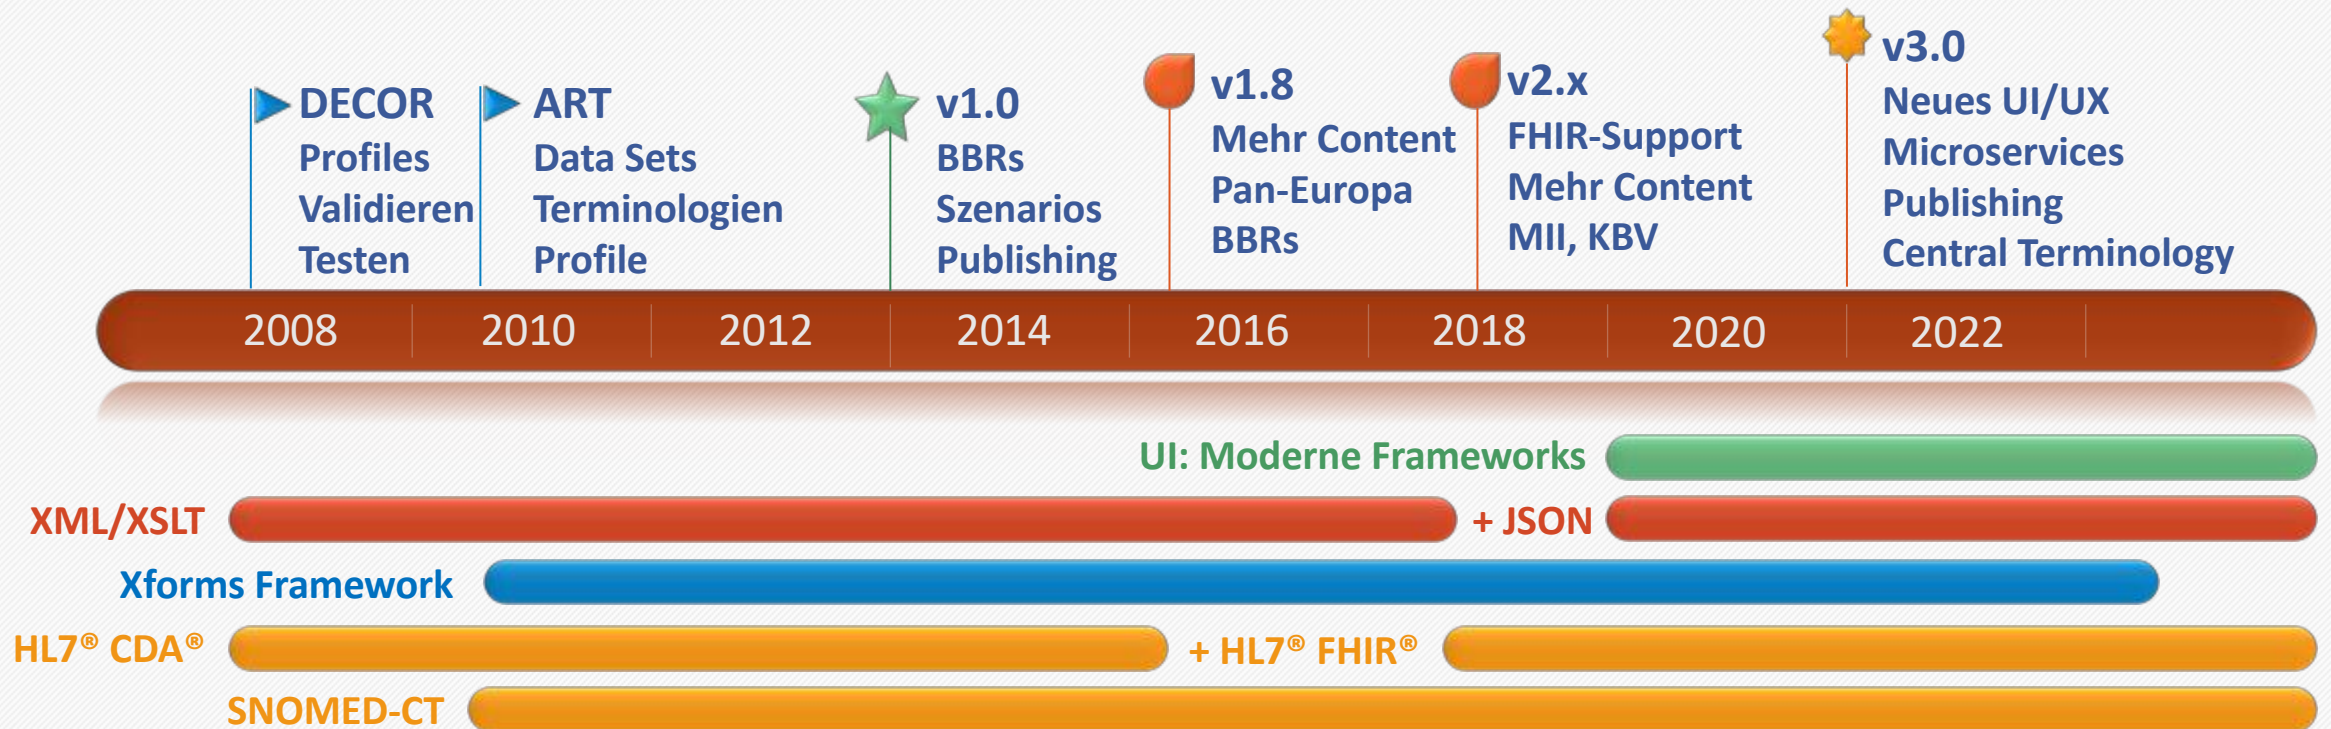 DECOR
Profiles
Validieren
Testen
ART
Data Sets
Terminologien
Profile
v1.0
BBRs
Szenarios
Publishing
v1.8
Mehr Content
Pan-Europa
BBRs
v2.x
FHIR-Support
Mehr Content
MII, KBV
v3.0
Neues UI/UX
Microservices
Publishing
Central Terminology
2008 2010 2012 2014 2016 2018 2020 2022
UI: Moderne Frameworks
XML/XSLT + JSON
Xforms Framework
HL7® CDA® + HL7® FHIR®
SNOMED-CT